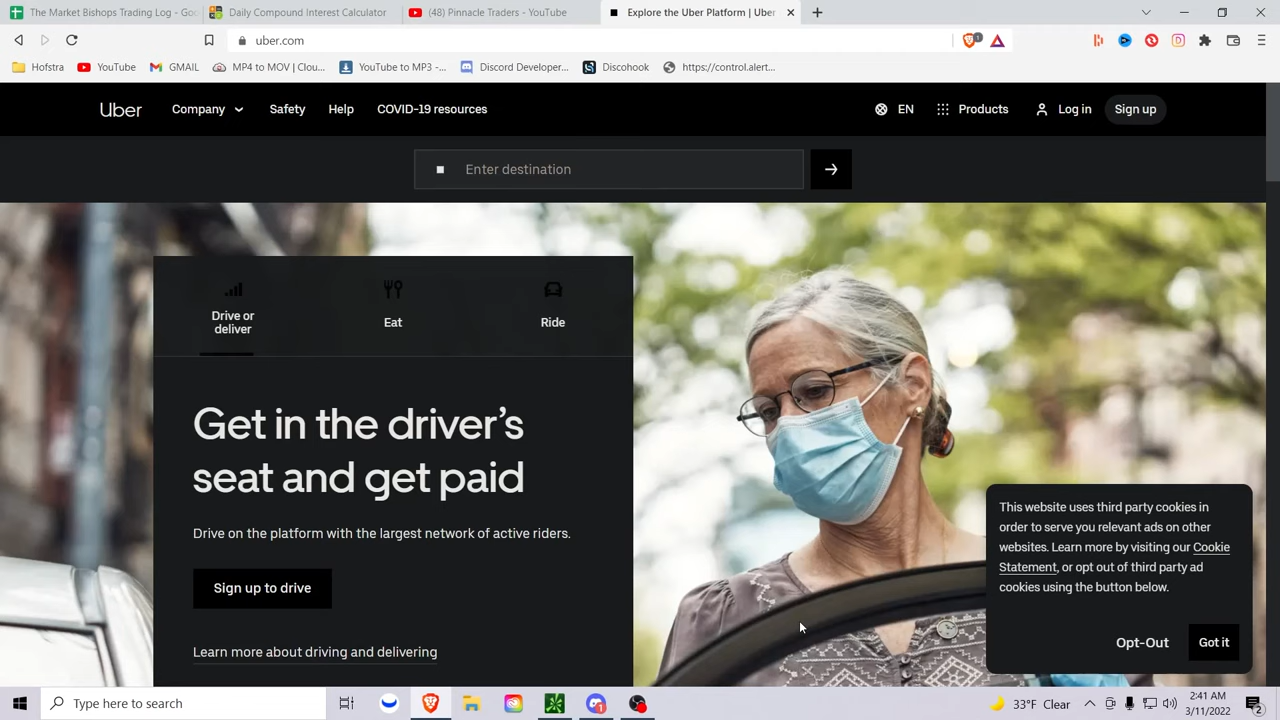 The Market Bishops Trading Log - Goo
Daily Compound Interest Calculator
(48) Pinnacle Traders - YouTube
Explore the Uber Platform | Uber
uber.com
1
Hofstra
YouTube
GMAIL
MP4 to MOV | Clou...
YouTube to MP3 -...
Discord Developer...
Discohook
https://control.alert...
Uber
Company
Safety
Help
COVID-19 resources
EN
Products
Log in
Sign up
Enter destination
Drive or
deliver
Eat
Ride
Get in the driver's
seat and get paid
Drive on the platform with the largest network of active riders.
Sign up to drive
Learn more about driving and delivering
This website uses third party cookies in
order to serve you relevant ads on other
websites. Learn more by visiting our Cookie
Statement, or opt out of third party ad
cookies using the button below.
Opt-Out
Got it
Type here to search
33°F Clear
2:41 AM
3/11/2022
2